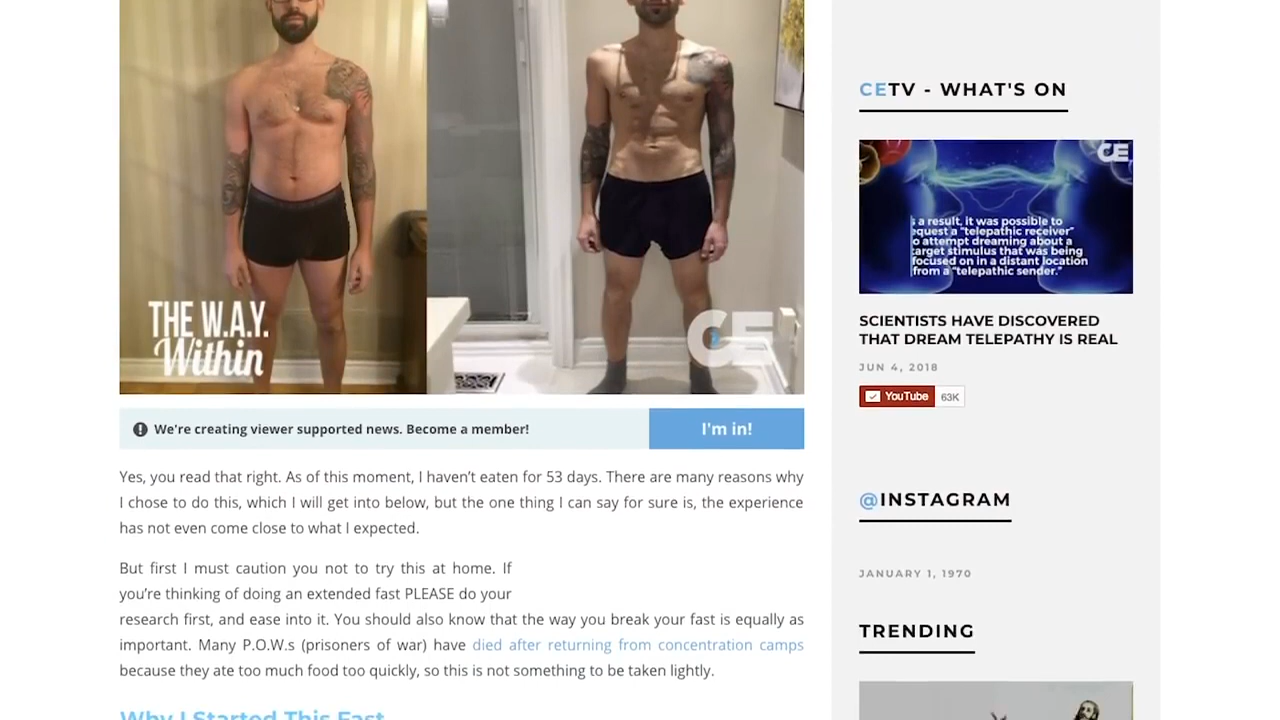 THE W.A.Y.
Within
CE
We're creating viewer supported news. Become a member!
I'm in!
Yes, you read that right. As of this moment, I haven’t eaten for 53 days. There are many reasons why
I chose to do this, which I will get into below, but the one thing I can say for sure is, the experience
has not even come close to what I expected.
But first I must caution you not to try this at home. If
you’re thinking of doing an extended fast PLEASE do your
research first, and ease into it. You should also know that the way you break your fast is equally as
important. Many P.O.W.s (prisoners of war) have died after returning from concentration camps
because they ate too much food too quickly, so this is not something to be taken lightly.
Why I Started This Fast
CETV - WHAT'S ON
CE
s a result, it was possible to
equest a “telepathic receiver”
o attempt dreaming about a
target stimulus that was being
focused on in a distant location
from a “telepathic sender.”
SCIENTISTS HAVE DISCOVERED
THAT DREAM TELEPATHY IS REAL
JUN 4, 2018
YouTube 63K
@INSTAGRAM
JANUARY 1, 1970
TRENDING